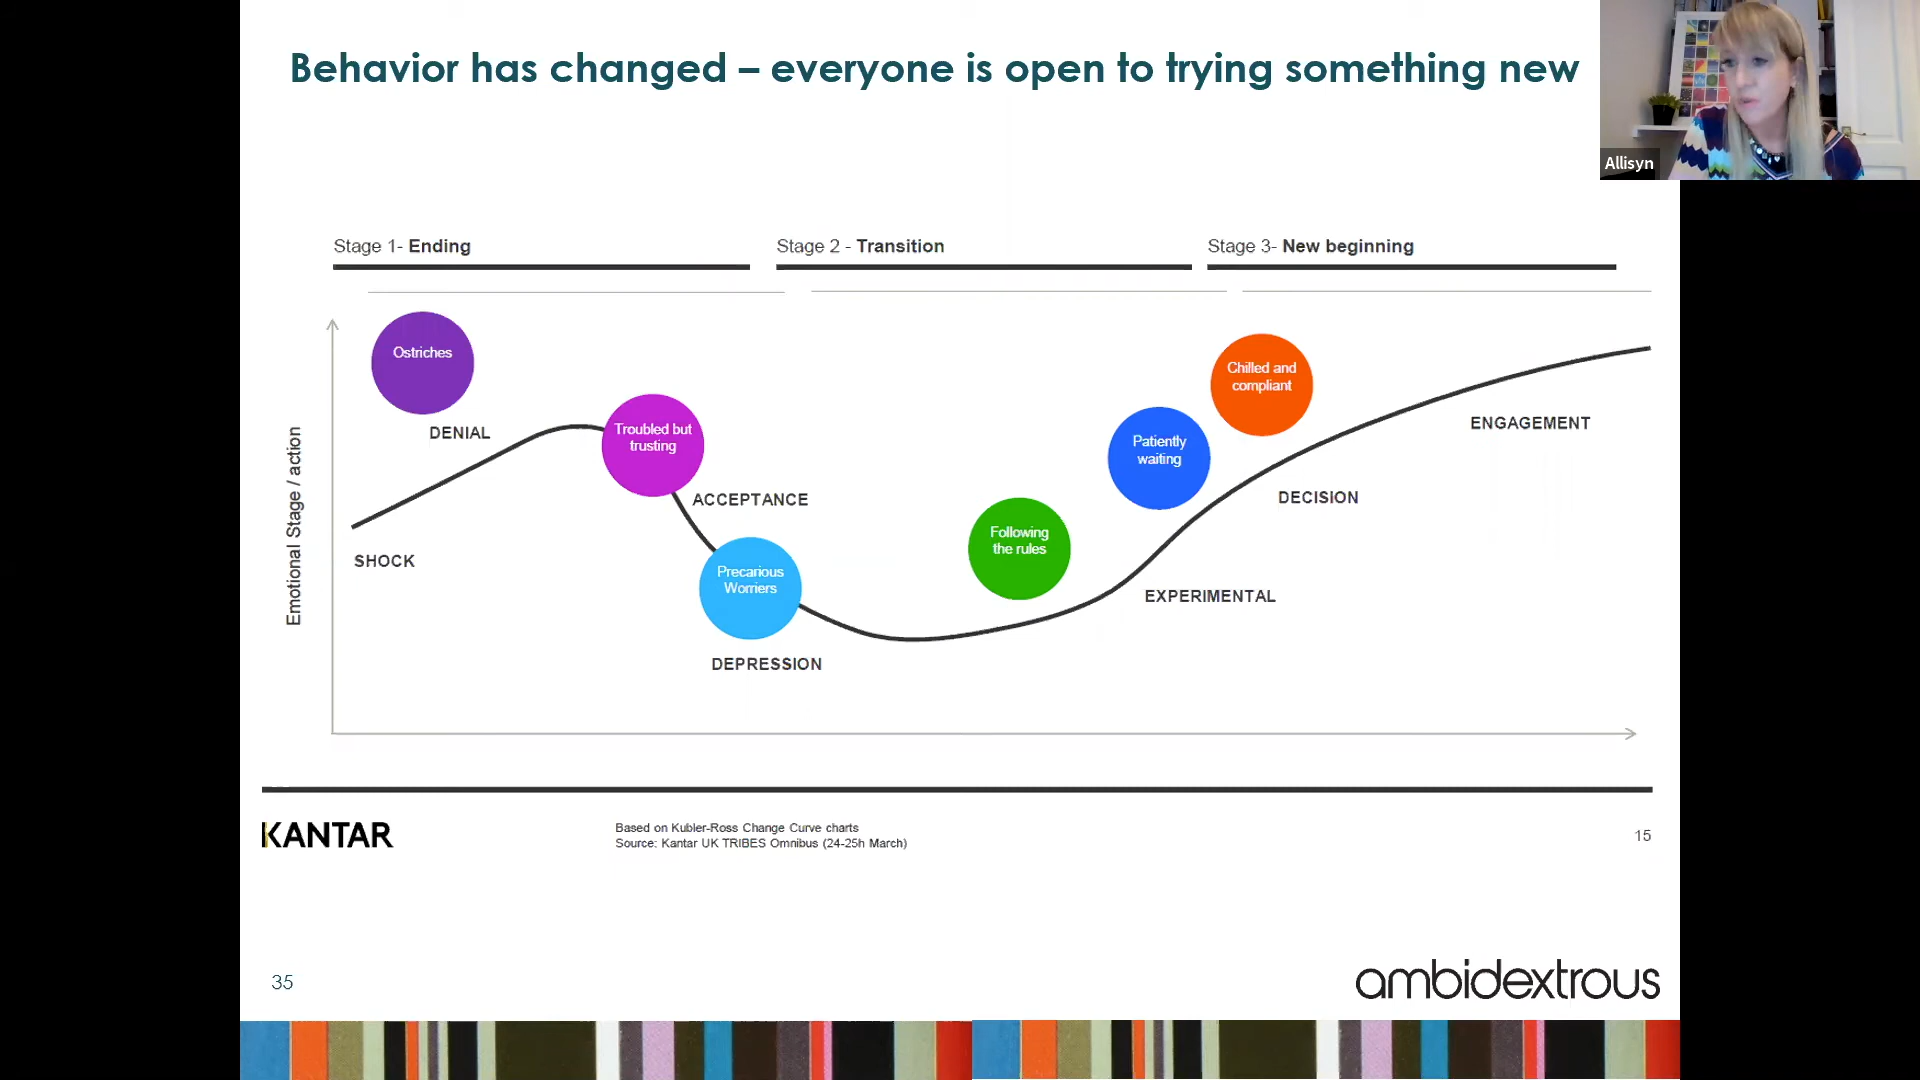 Behavior has changed – everyone is open to trying something new
Allisyn
Stage 1- Ending
Stage 2 - Transition
Stage 3- New beginning
Emotional Stage / action
Ostriches
DENIAL
SHOCK
Troubled but
trusting
ACCEPTANCE
Precarious
Worriers
DEPRESSION
Following
the rules
Patiently
waiting
Chilled and
compliant
EXPERIMENTAL
DECISION
ENGAGEMENT
KANTAR
Based on Kubler-Ross Change Curve charts
Source: Kantar UK TRIBES Omnibus (24-25h March)
15
35
ambidextrous